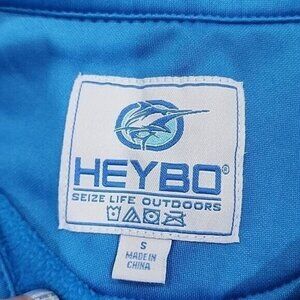 HEYBO®
SEIZE LIFE OUTDOORS
S
MADE IN
CHINA